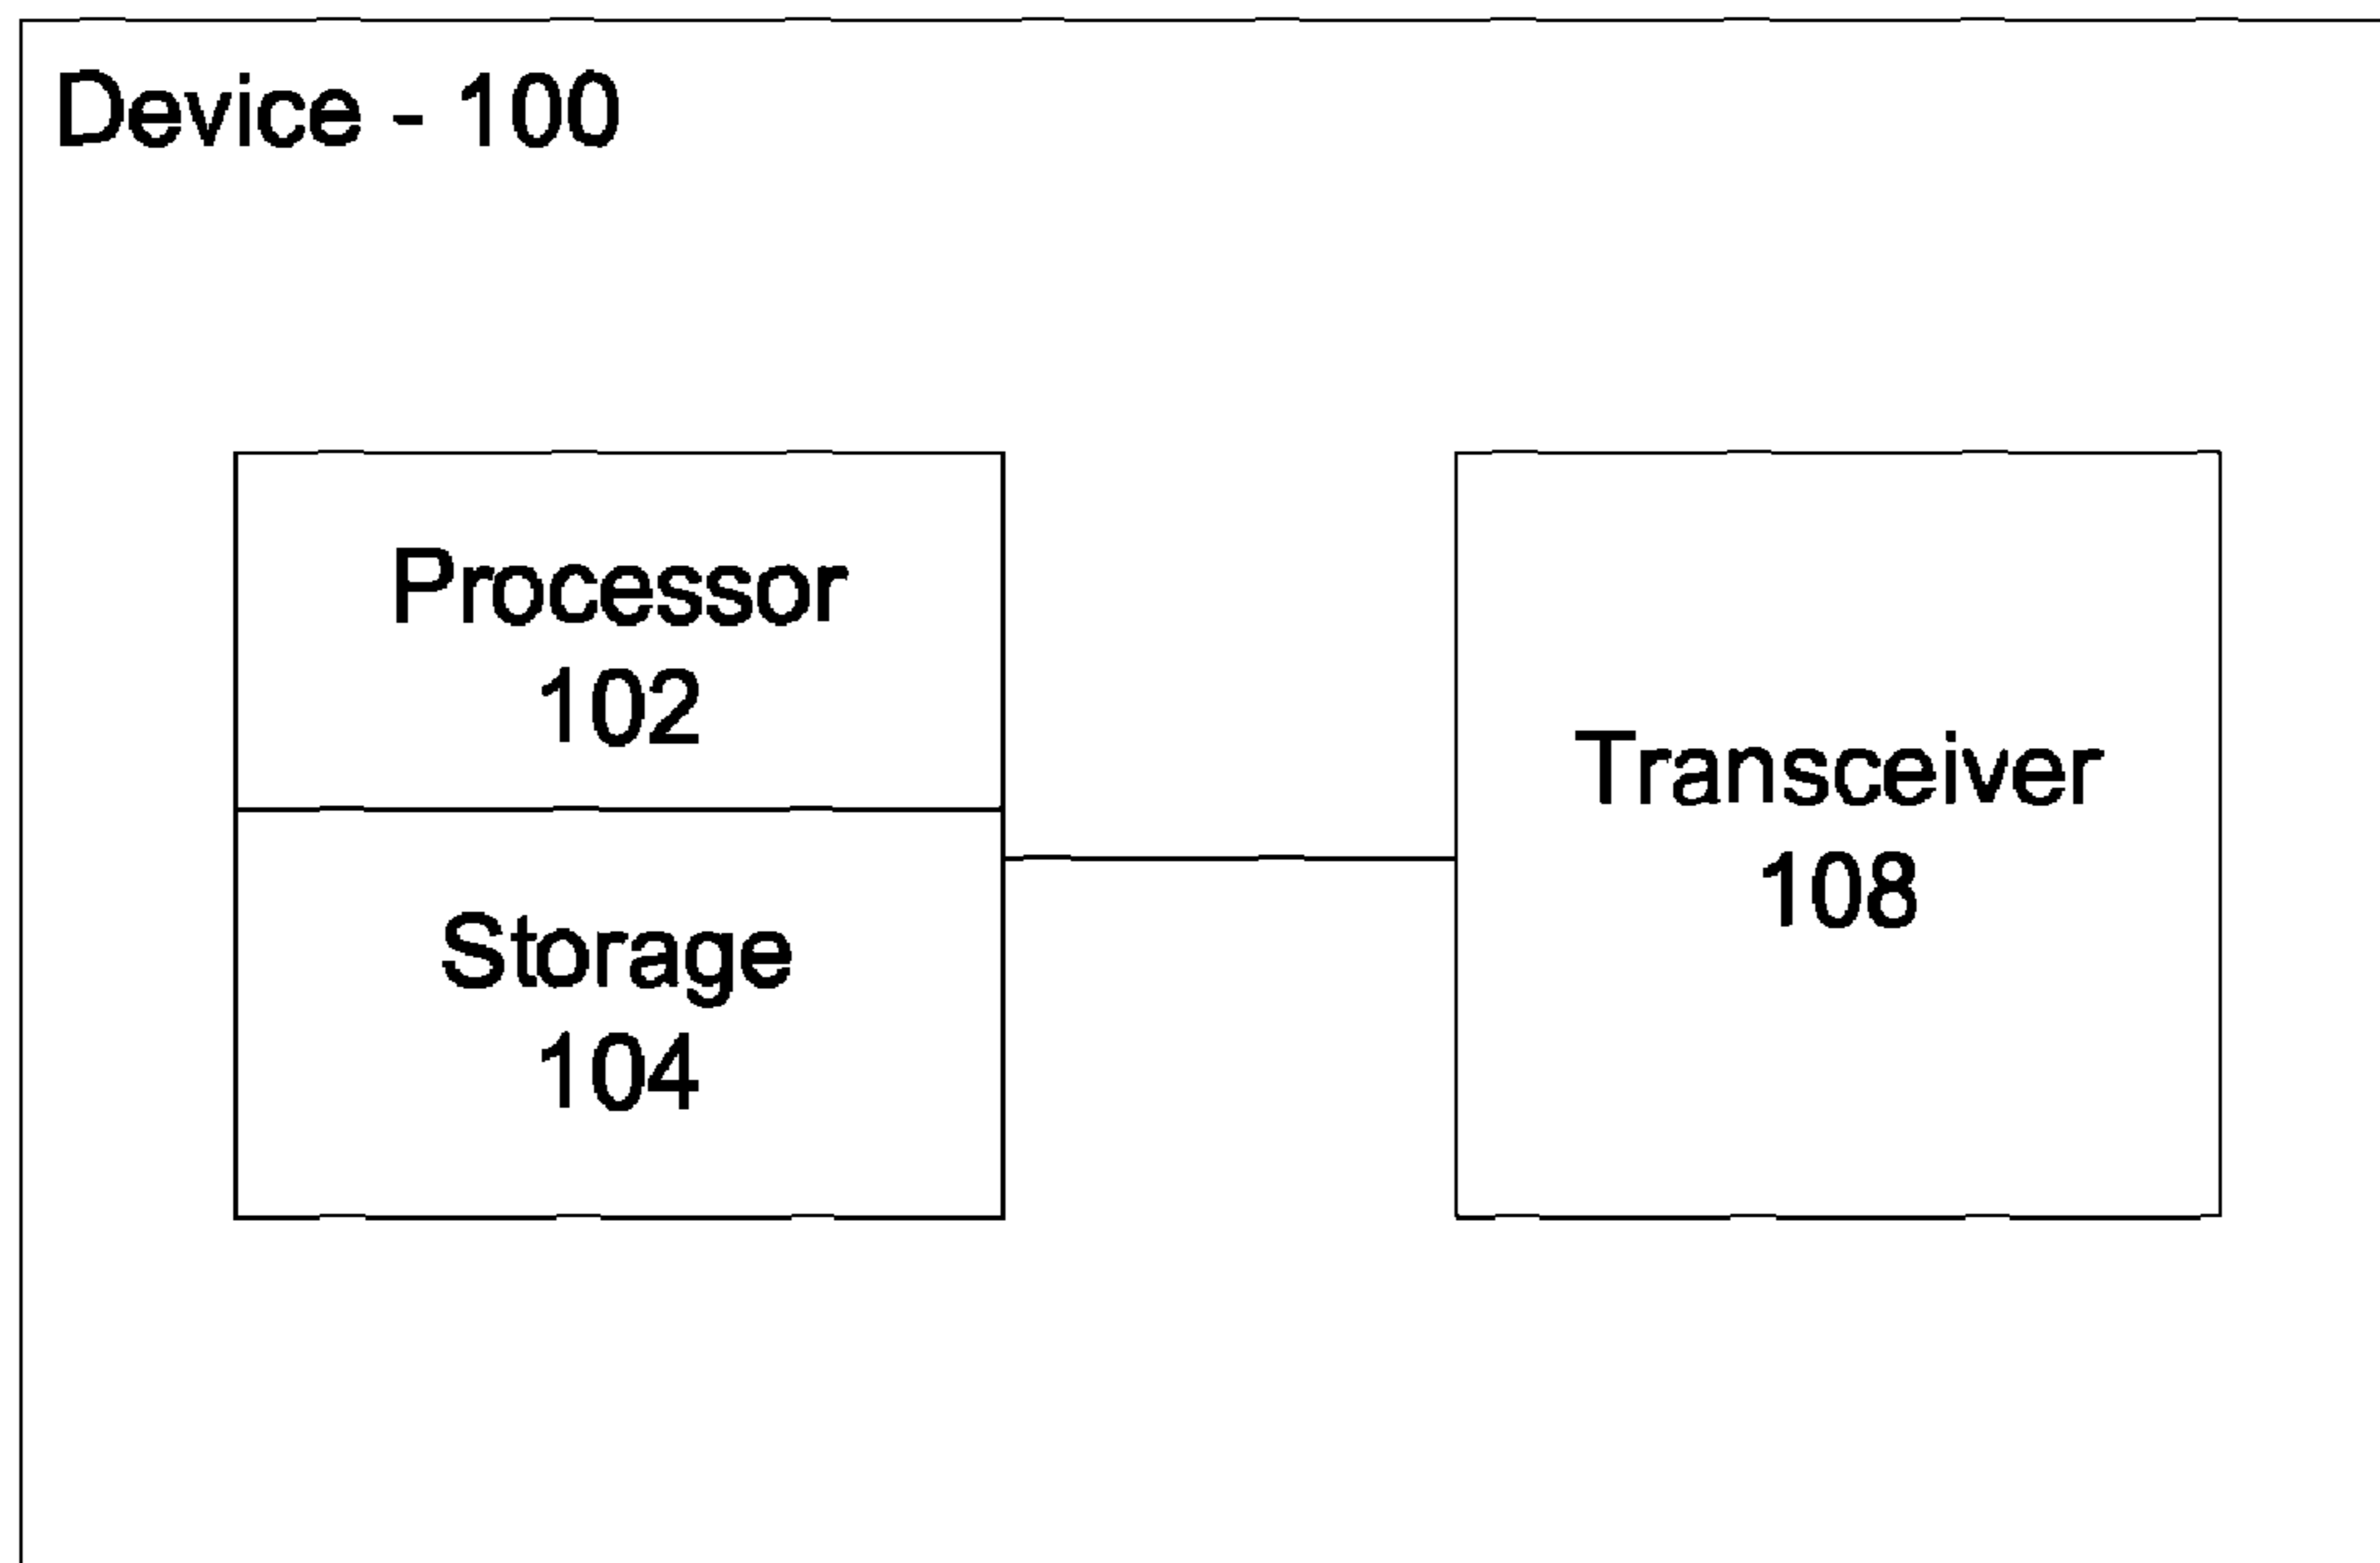 Device - 100
Processor
102
Storage
104
Transceiver
108